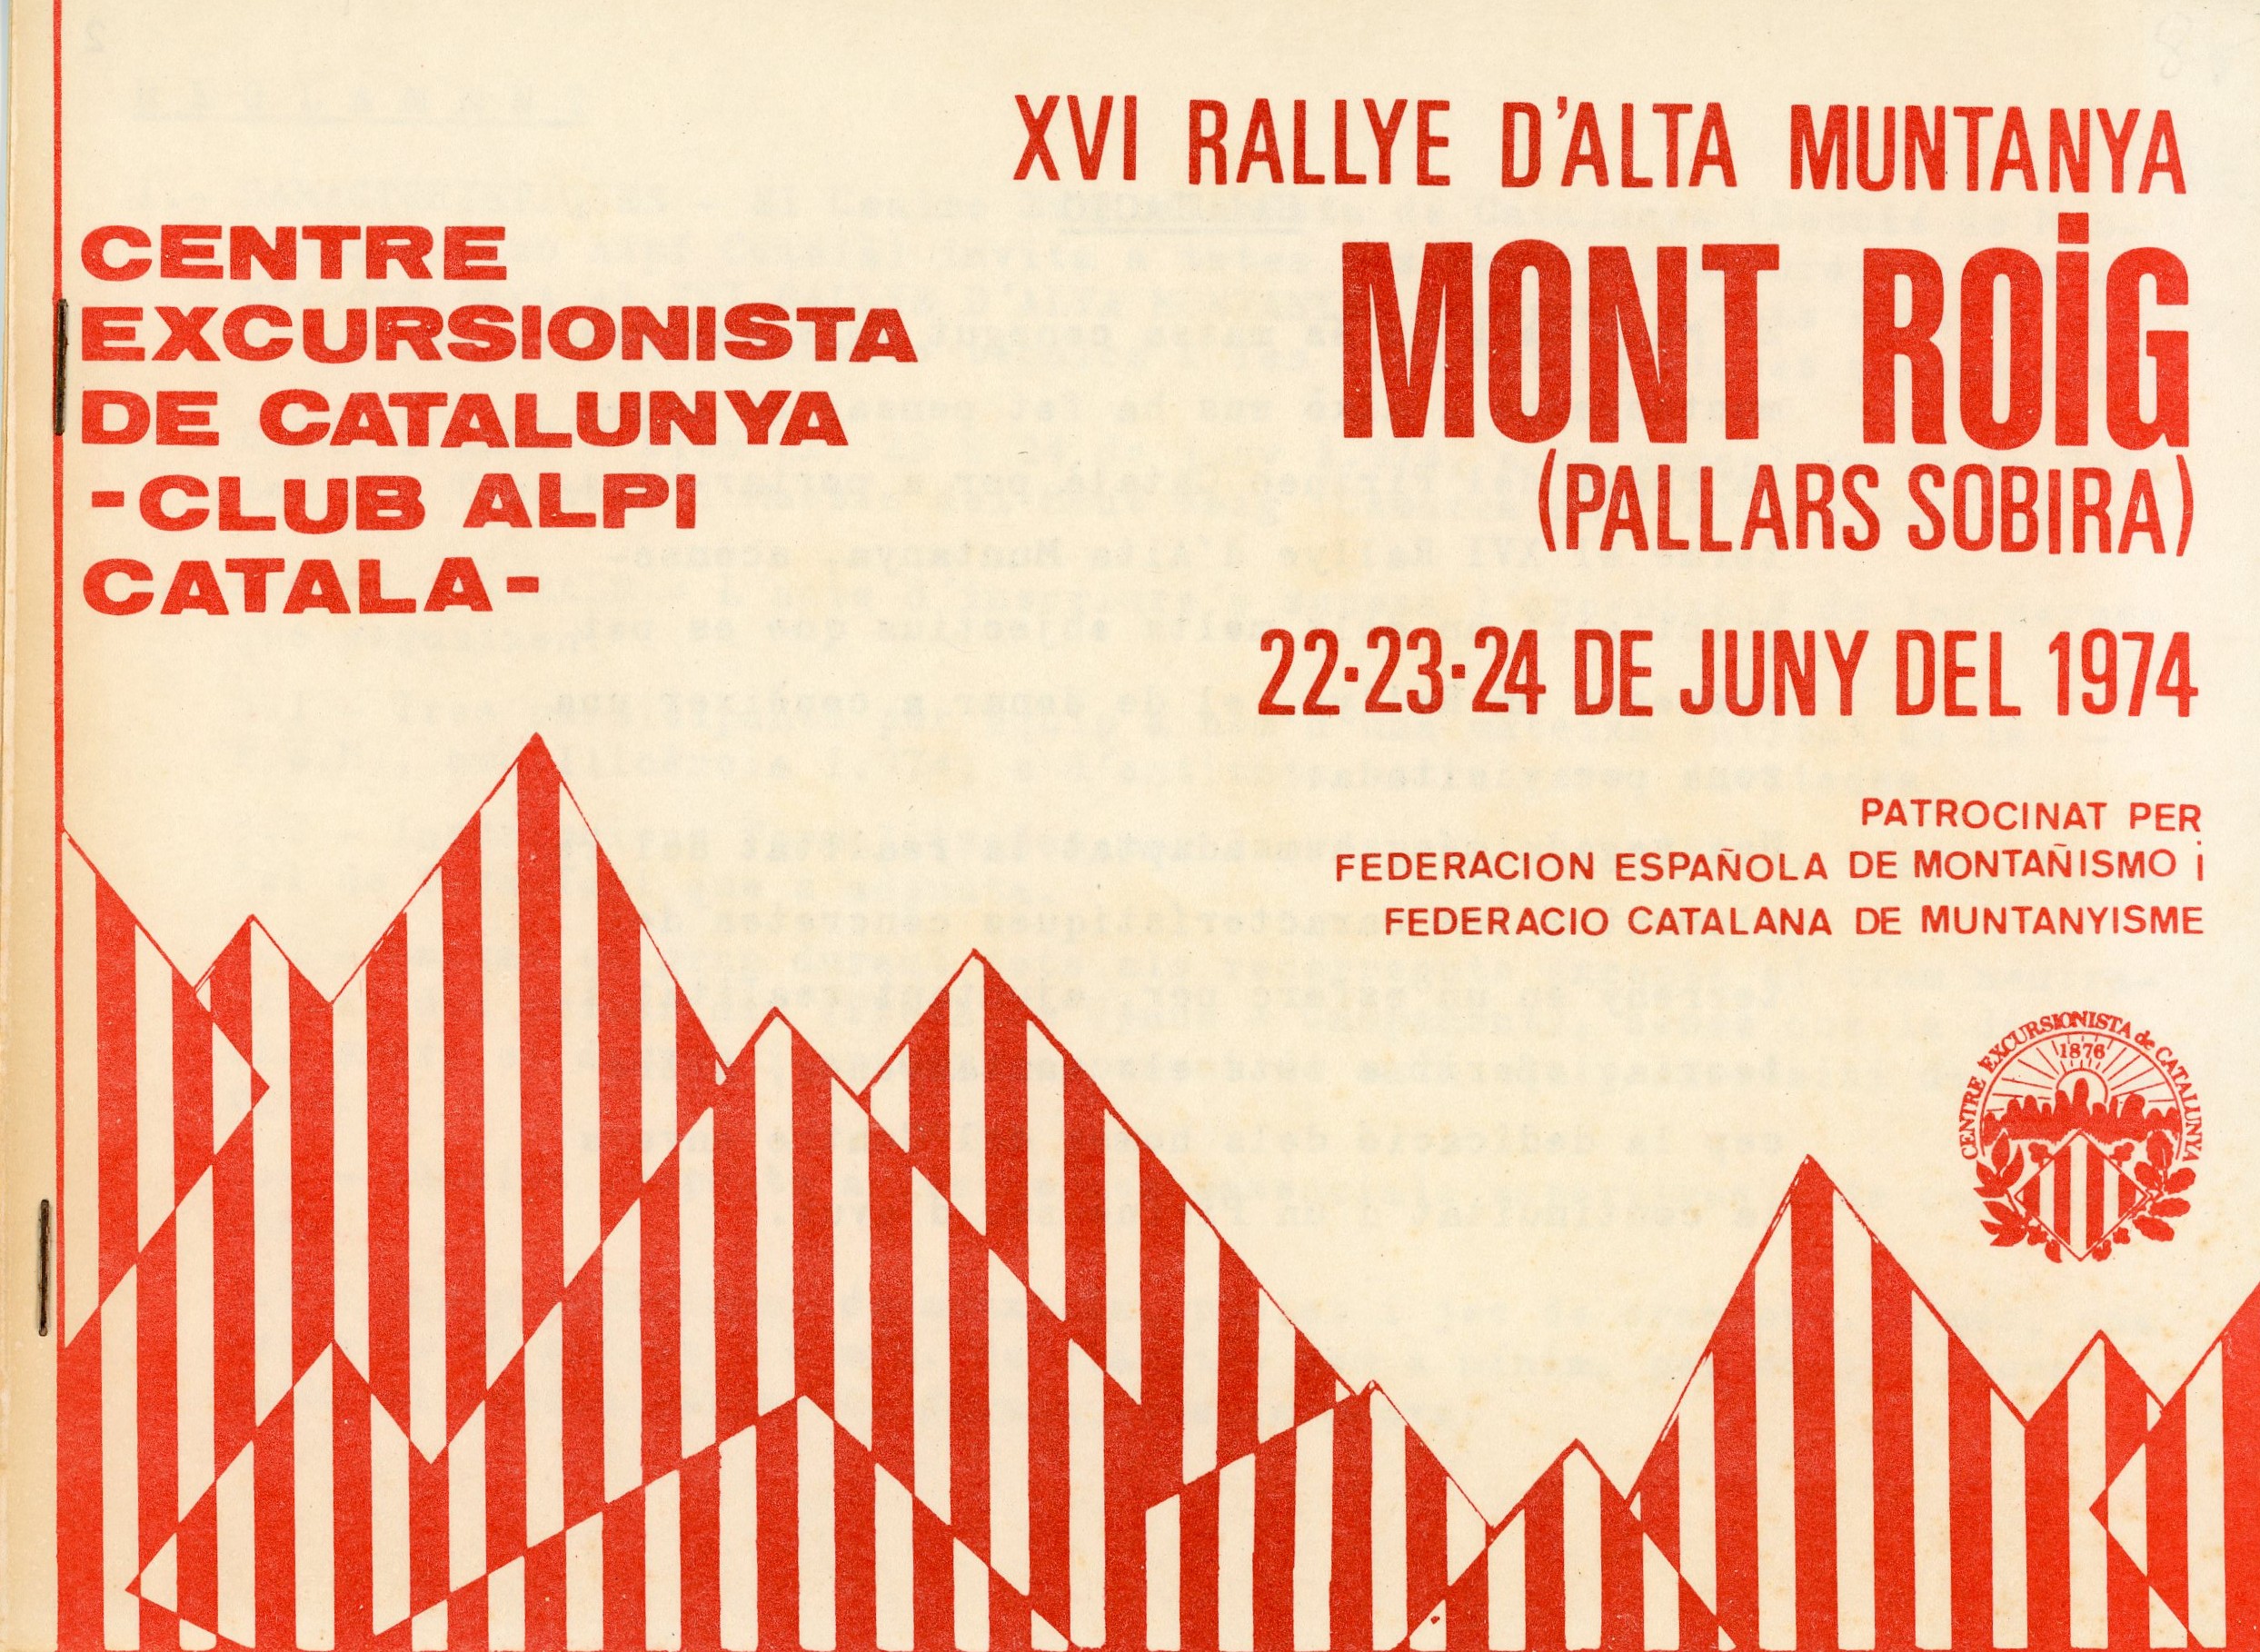 XVI RALLYE D'ALTA MUNTANYA
CENTRE
EXCURSIONISTA
DE CATALUNYA
-CLUB ALPI
CATALA-
MONT ROiG
(PALLARS SOBIRA)
22·23·24 DE JUNY DEL 1974
PATROCINAT PER
FEDERACION ESPAÑOLA DE MONTAÑISMO i
FEDERACIO CATALANA DE MUNTANYISME
CENTRE EXCURSIONISTA de CATALUNYA
1876